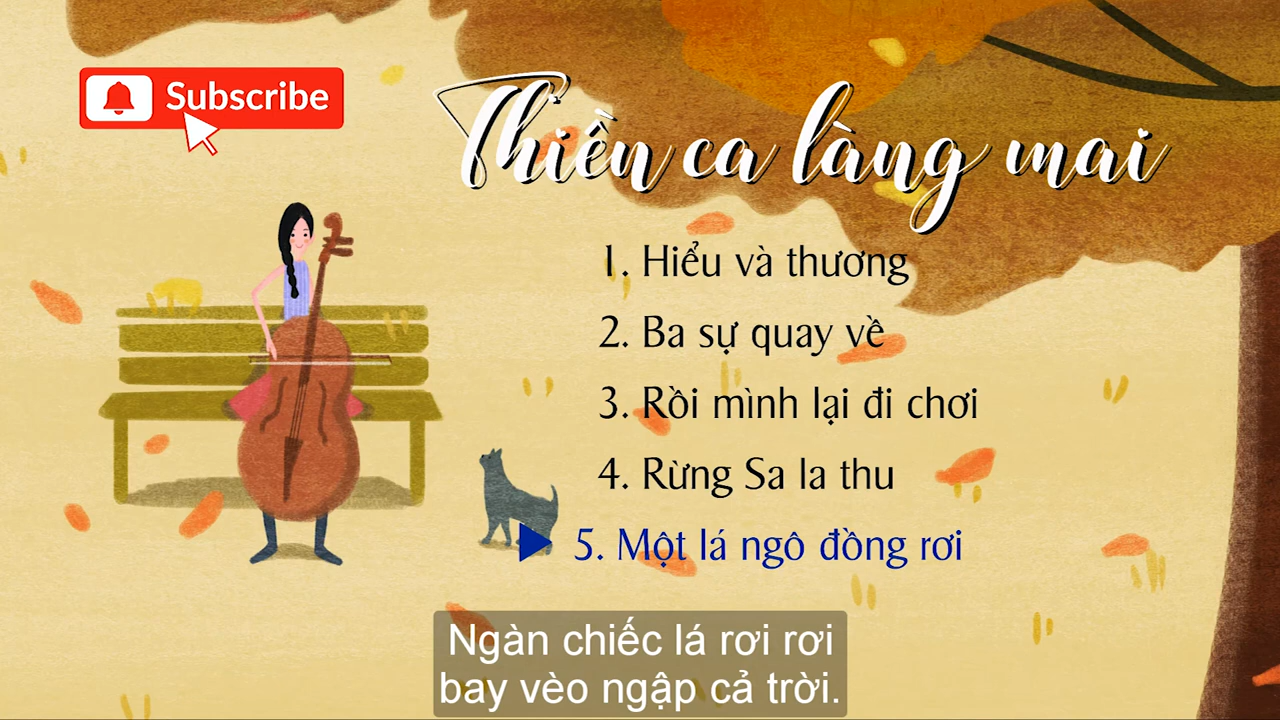 Subscribe
Thiền ca làng mai
1. Hiểu và thương
2. Ba sự quay về
3. Rồi mình lại đi chơi
4. Rừng Sa la thu
5. Một lá ngô đồng rơi
Ngàn chiếc lá rơi rơi
bay vèo ngập cả trời.